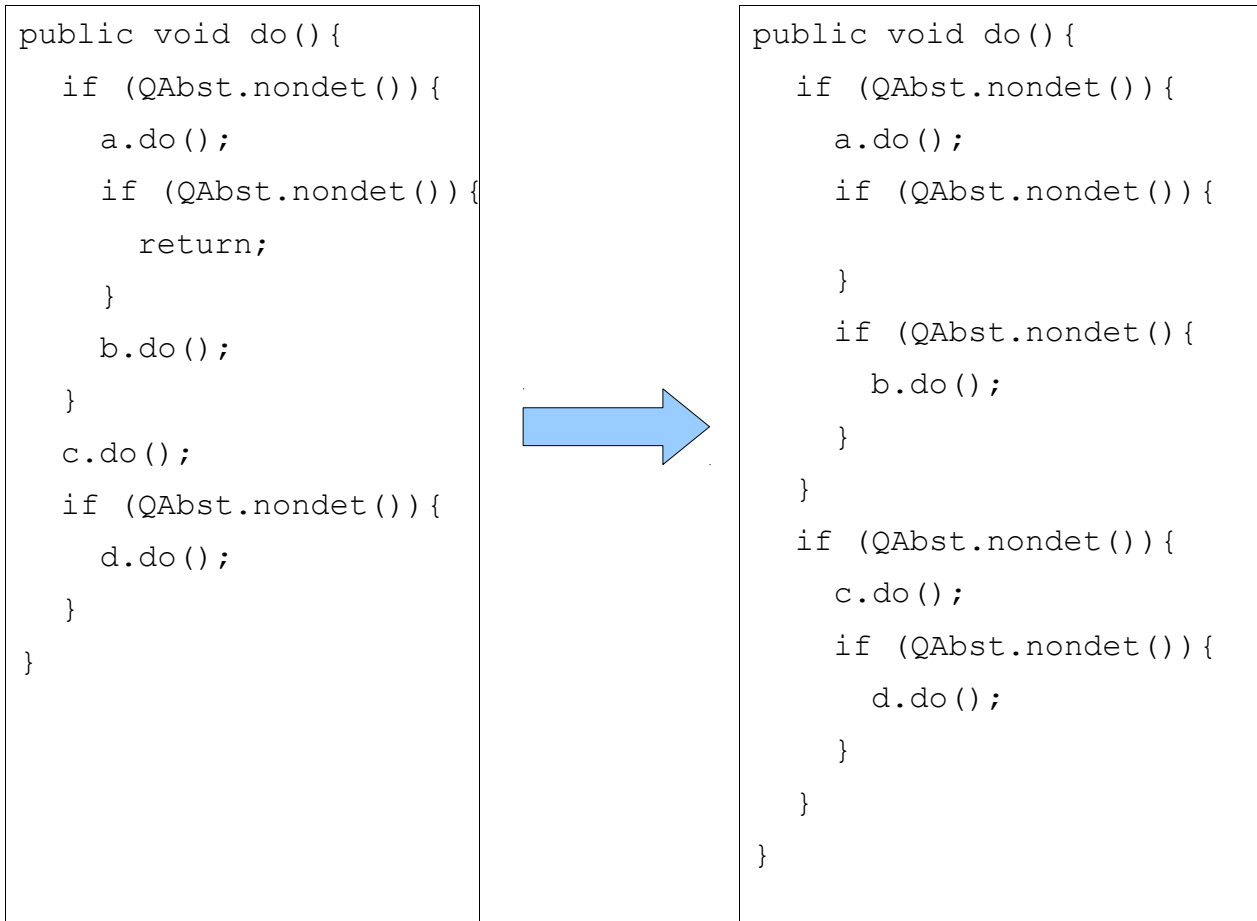 public void do(){
if (QAbst.nondet()){
a.do();
if (QAbst.nondet()){
return;
}
b.do();
}
c.do();
if (QAbst.nondet()){
d.do();
}
}
public void do(){
if (QAbst.nondet()){
a.do();
if (QAbst.nondet()){
}
if (QAbst.nondet(){
b.do();
}
}
if (QAbst.nondet()){
c.do();
if (QAbst.nondet()){
d.do();
}
}
}